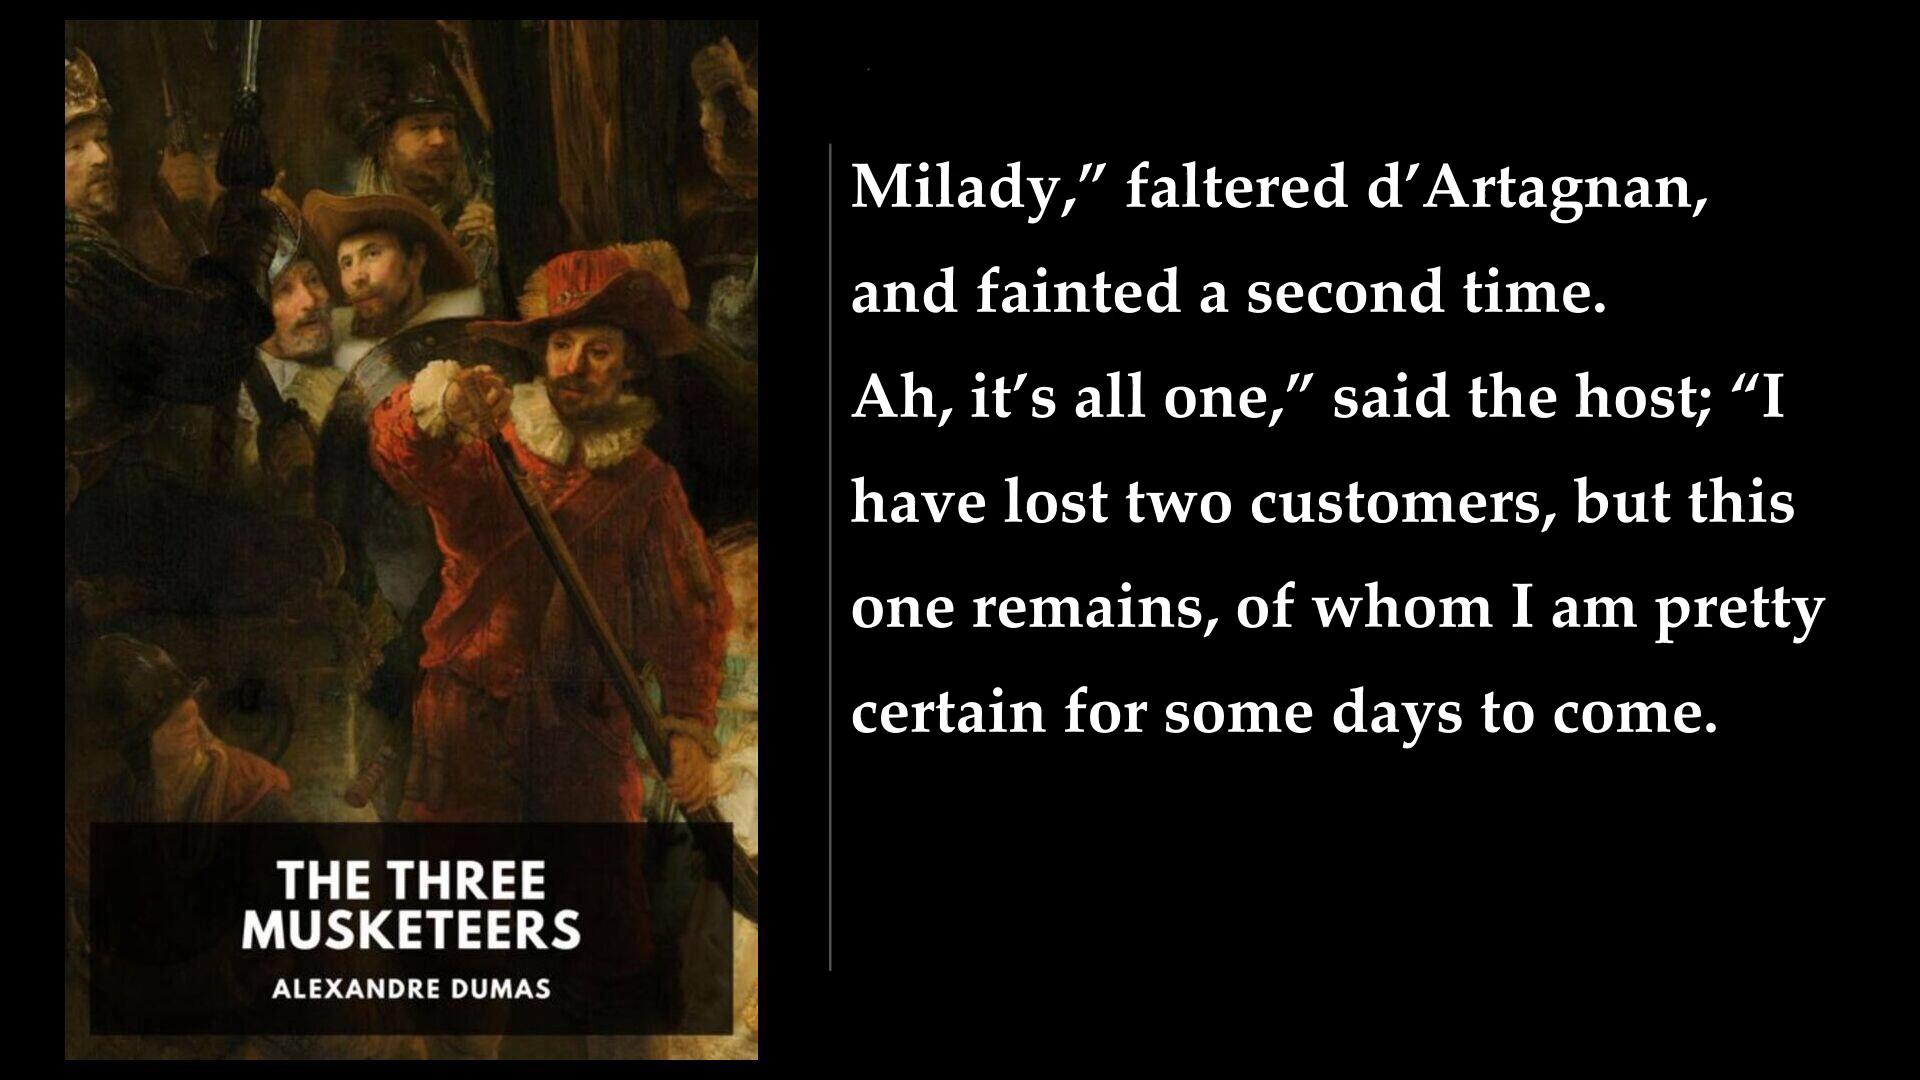 THE THREE
MUSKETEERS
ALEXANDRE DUMAS
Milady,” faltered d’Artagnan,
and fainted a second time.
Ah, it’s all one,” said the host; “I
have lost two customers, but this
one remains, of whom I am pretty
certain for some days to come.